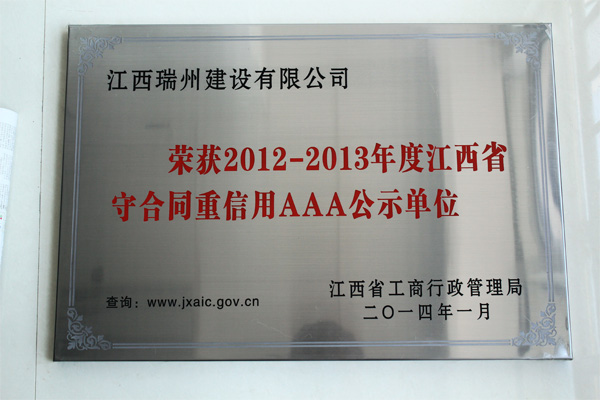 江西瑞州建设有限公司
荣获2012-2013年度江西省
守合同重信用AAA公示单位
江西省工商行政管理局
查询：www.jxaic.gov.cn
二〇一四年一月